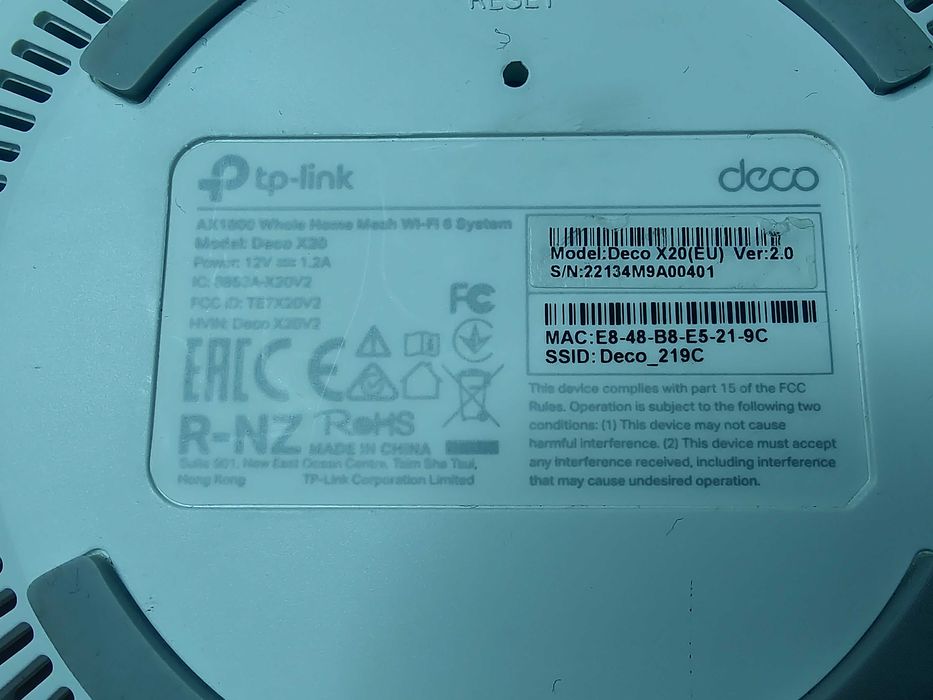 RESET
tp-link
deco
AX1800 Whole Home Mesh Wi-Fi 6 System
Model: Deco X20
Power: 12V ⎓ 1.2A
IC: 8853A-X20V2
FCC ID: TE7X20V2
HVIN: Deco X20V2
Model:Deco X20(EU) Ver:2.0
S/N:22134M9A00401
MAC:E8-48-B8-E5-21-9C
SSID: Deco_219C
FC
EAC CE
R-NZ RoHS
MADE IN CHINA
Suite 901, New East Ocean Centre, Tsim Sha Tsui,
Hong Kong TP-Link Corporation Limited
This device complies with part 15 of the FCC
Rules. Operation is subject to the following two
conditions: (1) This device may not cause
harmful interference. (2) This device must accept
any interference received, including interference
that may cause undesired operation.